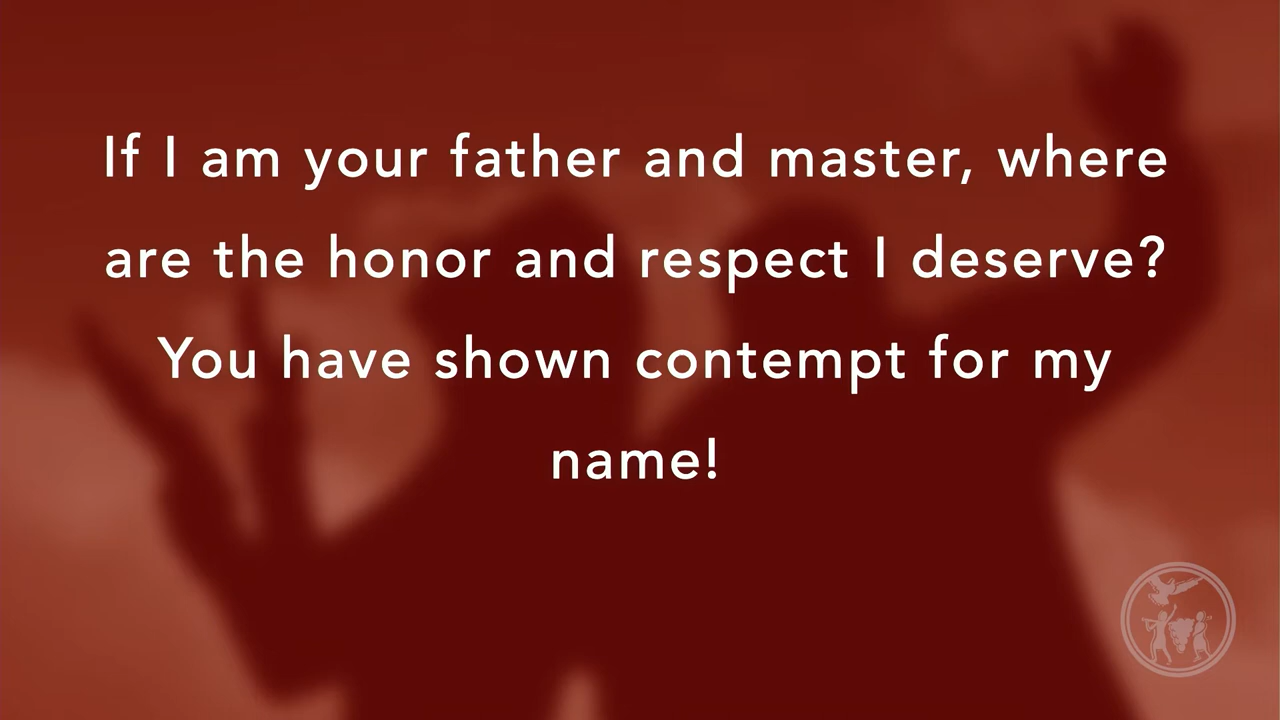 If I am your father and master, where
are the honor and respect I deserve?
You have shown contempt for my
name!